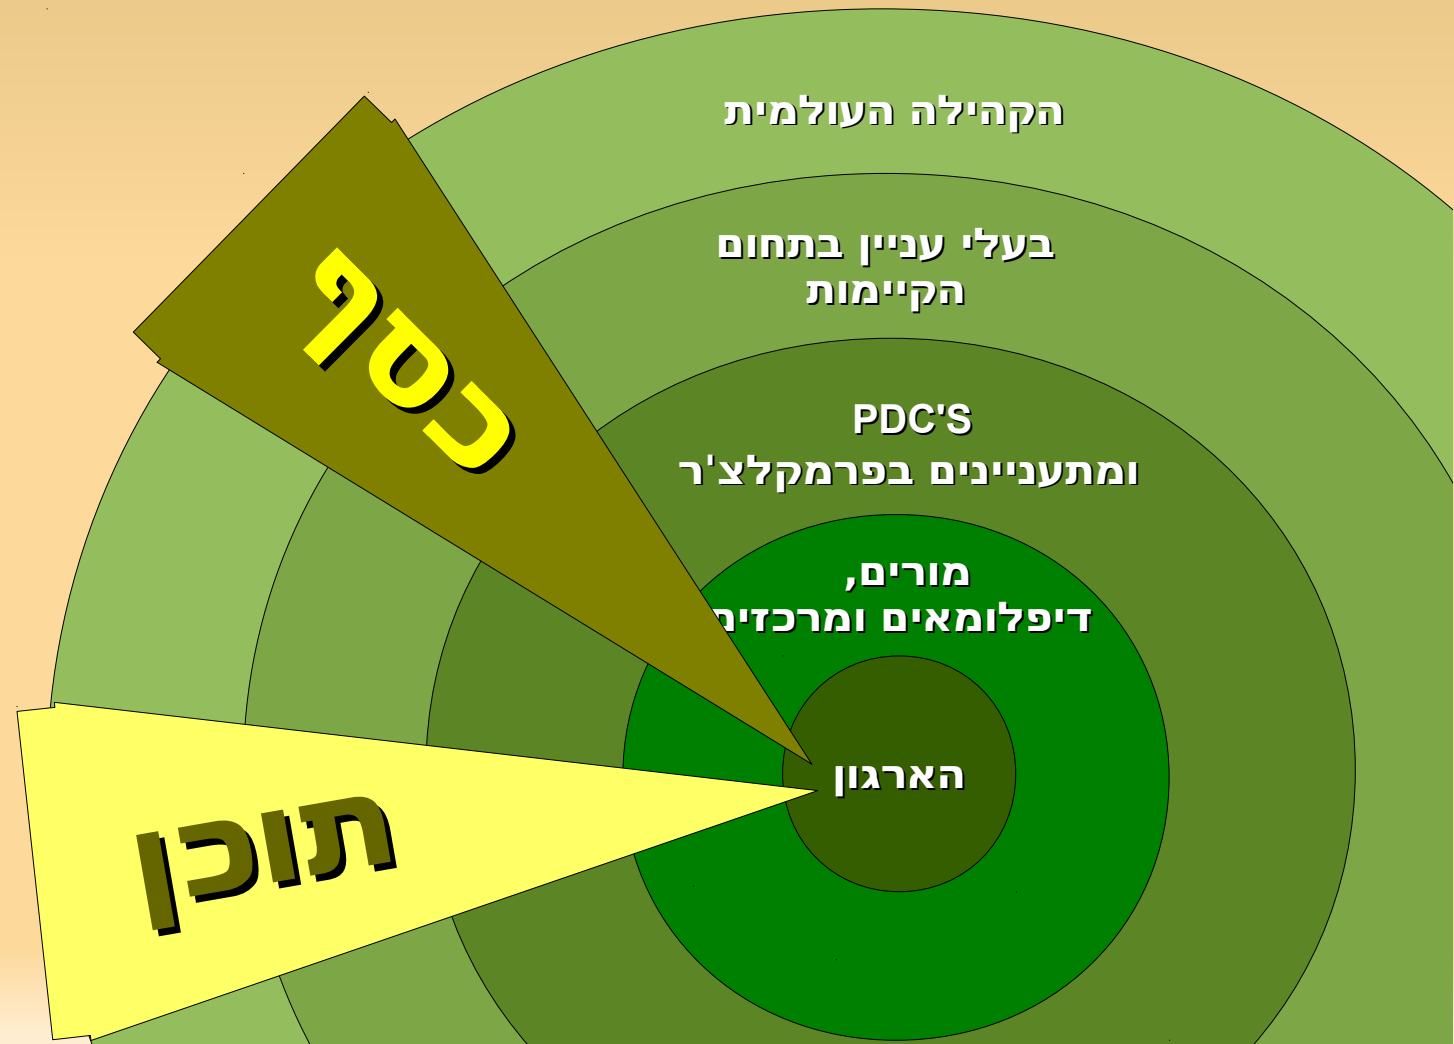 הקהילה העולמית
בעלי עניין בתחום
הקיימות
PDC'S
ומתעניינים בפרמקלצ'ר
מורים,
דיפלומאים ומרכזים
הארגון
כסף
תוכן